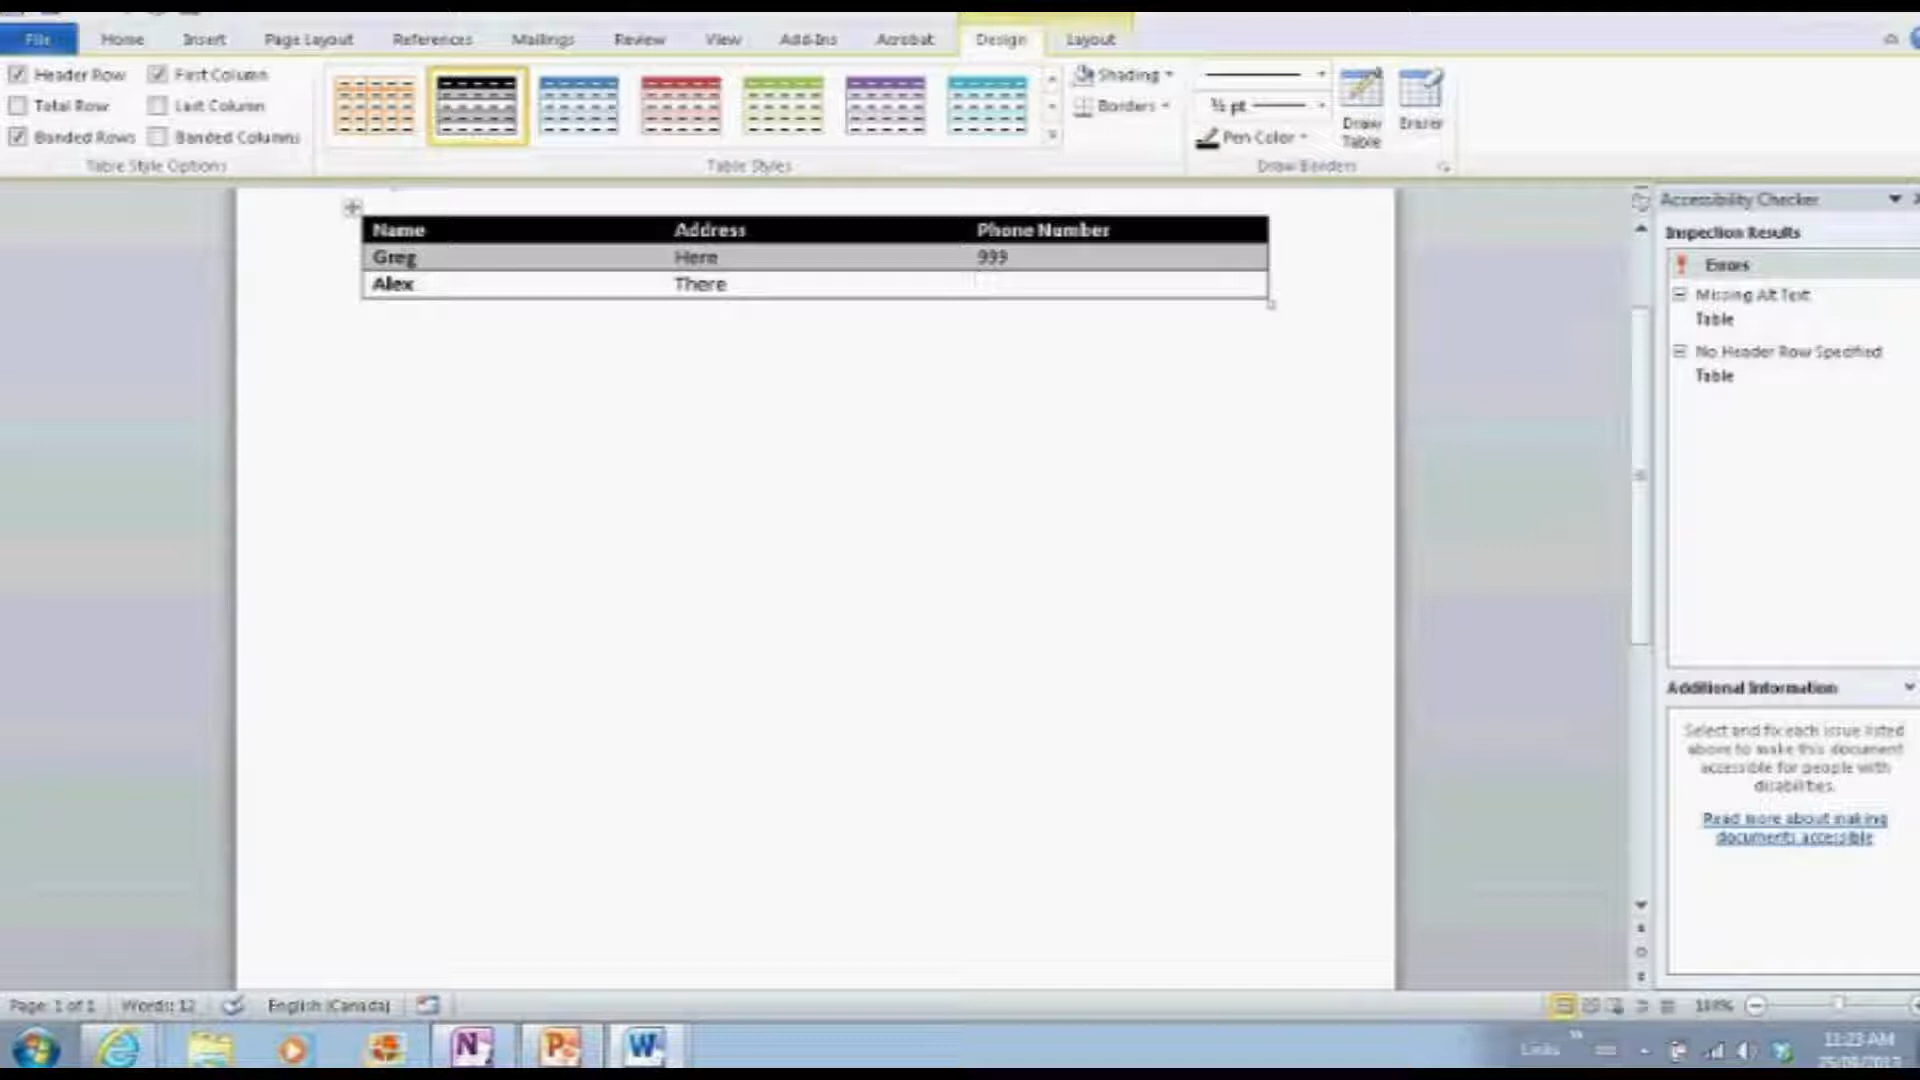 File Home Insert Page Layout References Mailings Review View Add-Ins Acrobat Design Layout
Header Row First Column
Total Row Last Column
Banded Rows Banded Columns
Table Style Options
Table Styles
Shading
Borders
½ pt
Pen Color
Draw Table
Eraser
Draw Borders
Name Address Phone Number
Greg Here 999
Alex There
Accessibility Checker
Inspection Results
Errors
Missing Alt Text
Table
No Header Row Specified
Table
Additional Information
Select and fix each issue listed
above to make this document
accessible for people with
disabilities.
Read more about making
documents accessible
Page: 1 of 1 Words: 12 English (Canada)
Links
11:23 AM